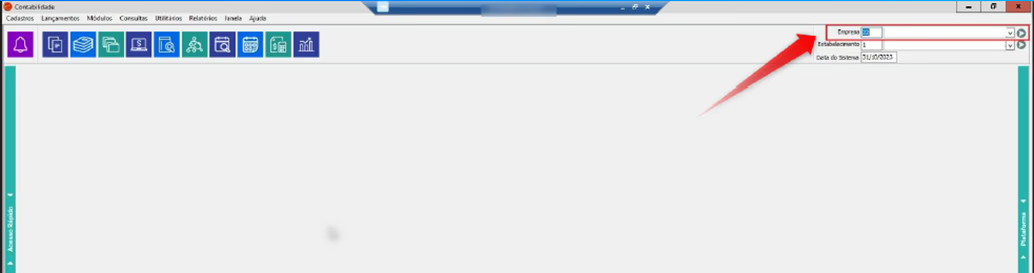 Contabilidade
Cadastros Lançamentos Módulos Consultas Utilitários Relatórios Janela Ajuda
Empresa
Estabelecimento 1
Data do Sistema 31/10/2023
Acesso Rápido
Plataforma